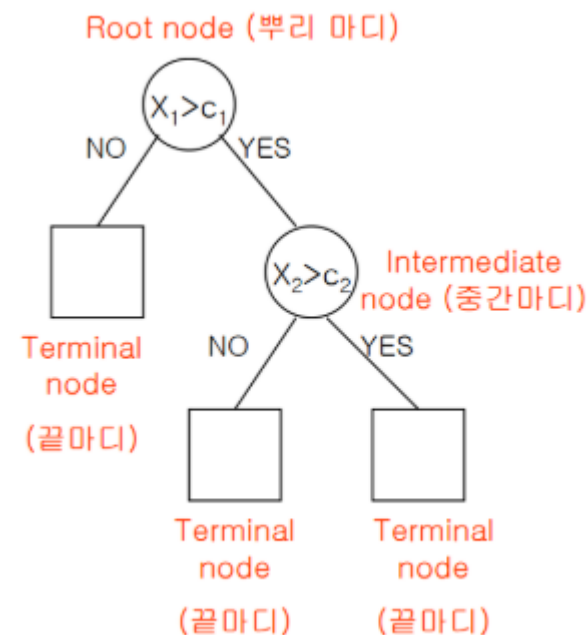 Root node (뿌리 마디)
X₁>c₁
NO
YES
X₂>c₂
Intermediate
node (중간마디)
Terminal
node
(끝마디)
NO
YES
Terminal
node
(끝마디)
Terminal
node
(끝마디)